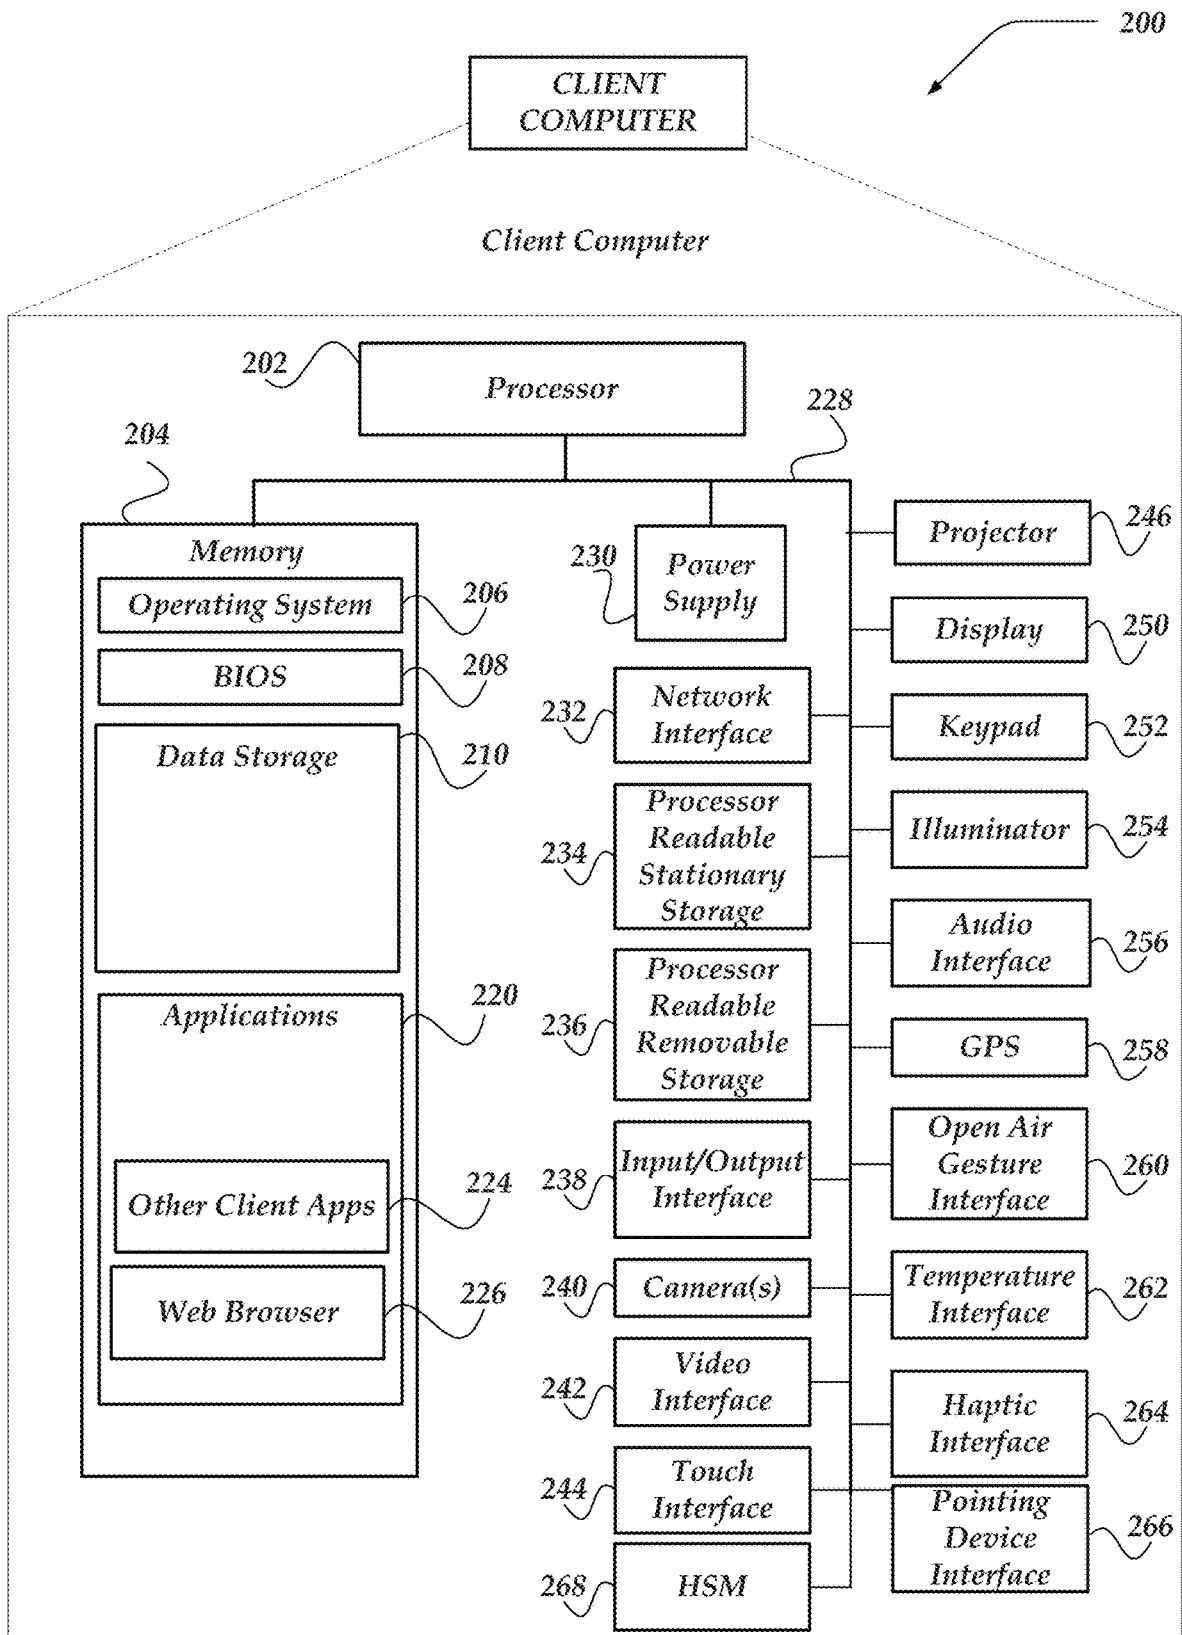 200
CLIENT
COMPUTER
Client Computer
202
Processor
228
204
Memory
Operating System
206
BIOS
208
Data Storage
210
Applications
220
Other Client Apps
224
Web Browser
226
230
Power
Supply
232
Network
Interface
234
Processor
Readable
Stationary
Storage
236
Processor
Readable
Removable
Storage
238
Input/Output
Interface
240
Camera(s)
242
Video
Interface
244
Touch
Interface
268
HSM
Projector
246
Display
250
Keypad
252
Illuminator
254
Audio
Interface
256
GPS
258
Open Air
Gesture
Interface
260
Temperature
Interface
262
Haptic
Interface
264
Pointing
Device
Interface
266